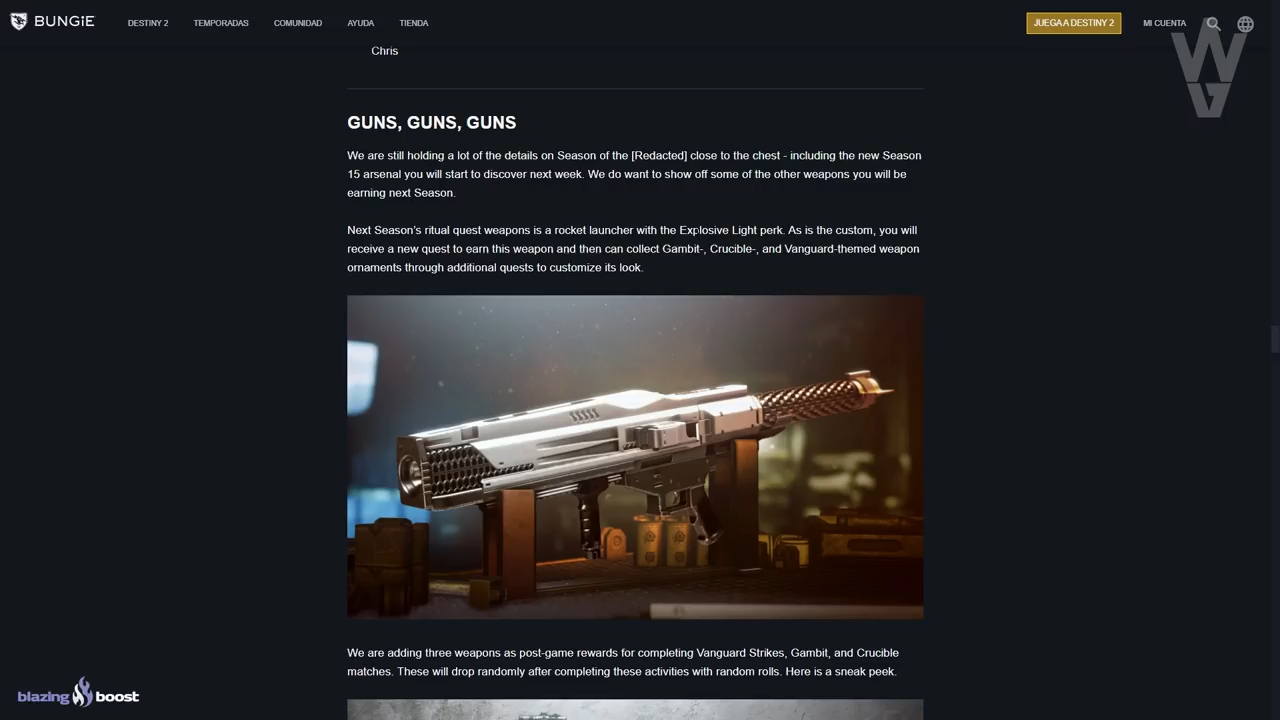 BUNGiE DESTINY 2 TEMPORADAS COMUNIDAD AYUDA TIENDA JUEGA A DESTINY 2 MI CUENTA
Chris
GUNS, GUNS, GUNS
We are still holding a lot of the details on Season of the [Redacted] close to the chest - including the new Season
15 arsenal you will start to discover next week. We do want to show off some of the other weapons you will be
earning next Season.
Next Season's ritual quest weapons is a rocket launcher with the Explosive Light perk. As is the custom, you will
receive a new quest to earn this weapon and then can collect Gambit-, Crucible-, and Vanguard-themed weapon
ornaments through additional quests to customize its look.
We are adding three weapons as post-game rewards for completing Vanguard Strikes, Gambit, and Crucible
matches. These will drop randomly after completing these activities with random rolls. Here is a sneak peek.
blazing boost